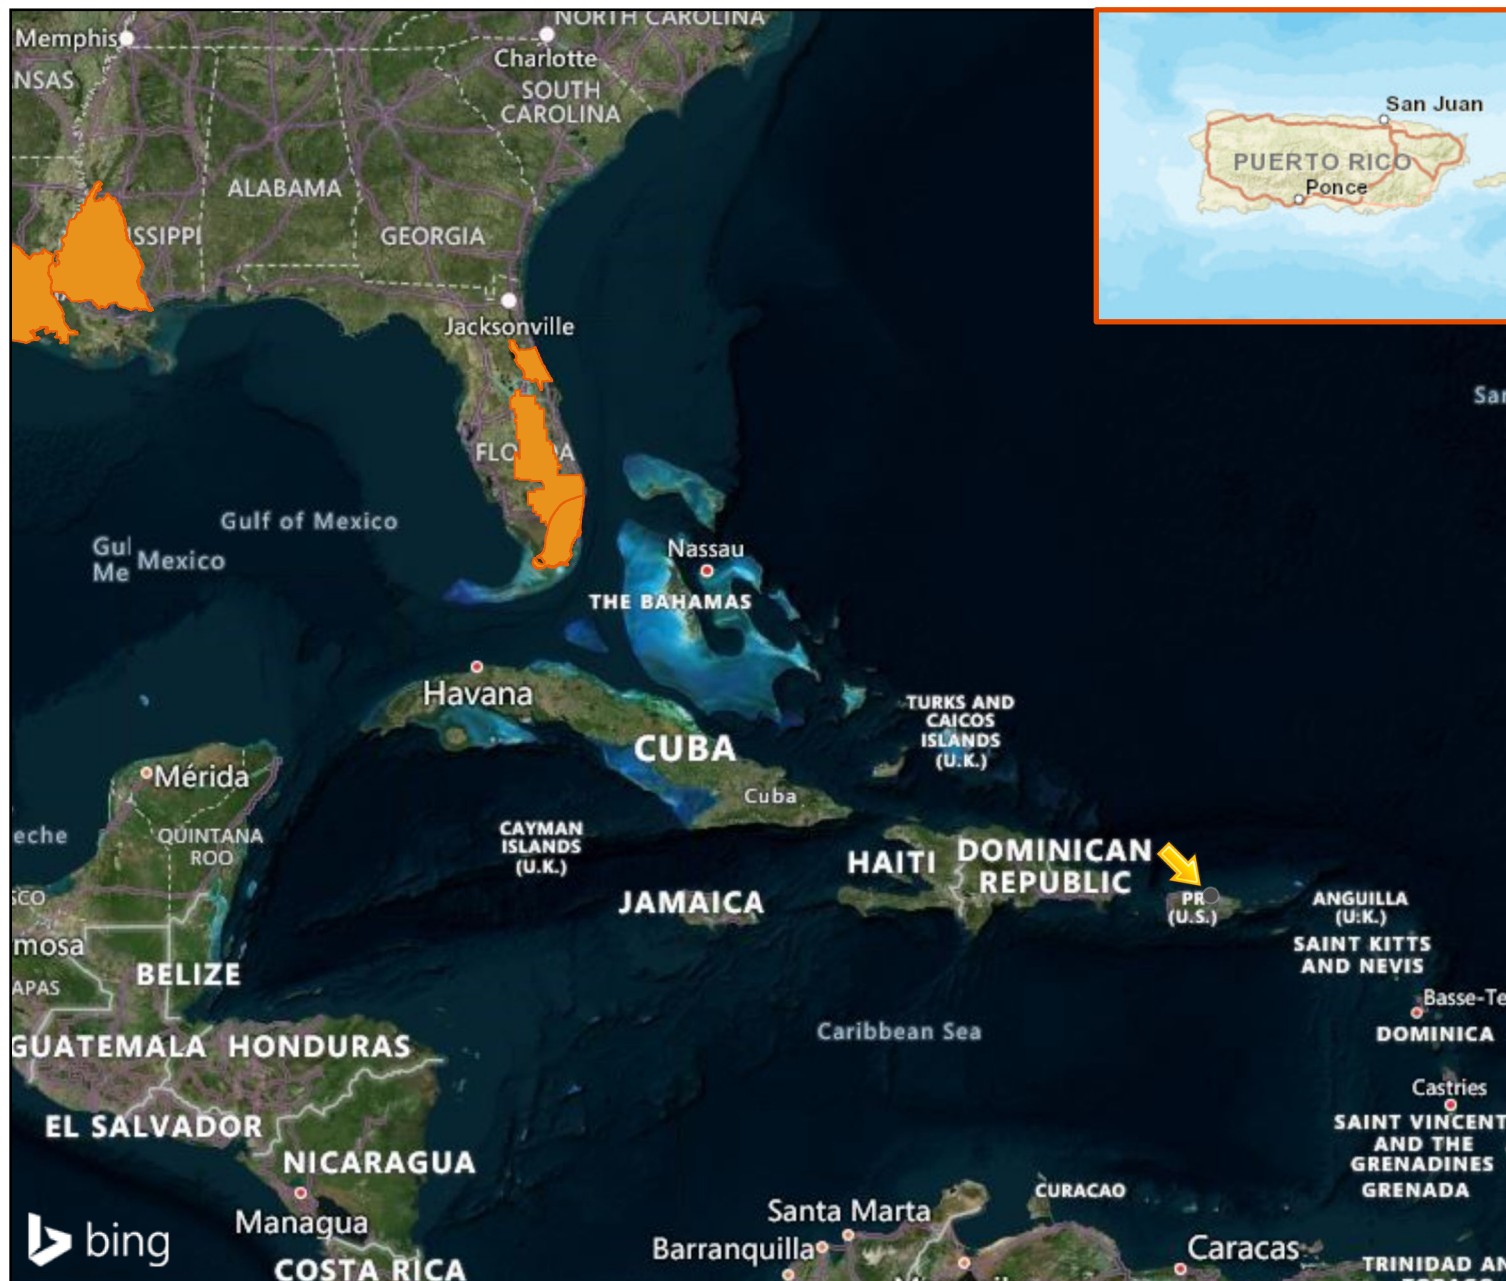 NORTH CAROLINA
Memphis
Charlotte
NSAS
SOUTH
CAROLINA
San Juan
PUERTO RICO
Ponce
ALABAMA
ISSIPPI
GEORGIA
Jacksonville
San
FLO
A
Gulf of Mexico
Gul
Me
Mexico
Nassau
THE BAHAMAS
Havana
TURKS AND
CAICOS
ISLANDS
(U.K.)
CUBA
Mérida
Cuba
eche
QUINTANA
ROO
CAYMAN
ISLANDS
(U.K.)
HAITI
DOMINICAN
REPUBLIC
SCO
JAMAICA
PR
(U.S.)
ANGUILLA
(U.K.)
mosa
SAINT KITTS
AND NEVIS
BELIZE
APAS
Basse-Te
Caribbean Sea
DOMINICA
GUATEMALA
HONDURAS
Castries
EL SALVADOR
SAINT VINCENT
AND THE
GRENADINES
NICARAGUA
GRENADA
CURACAO
Managua
Santa Marta
bing
Barranquilla
Caracas
COSTA RICA
TRINIDAD AN